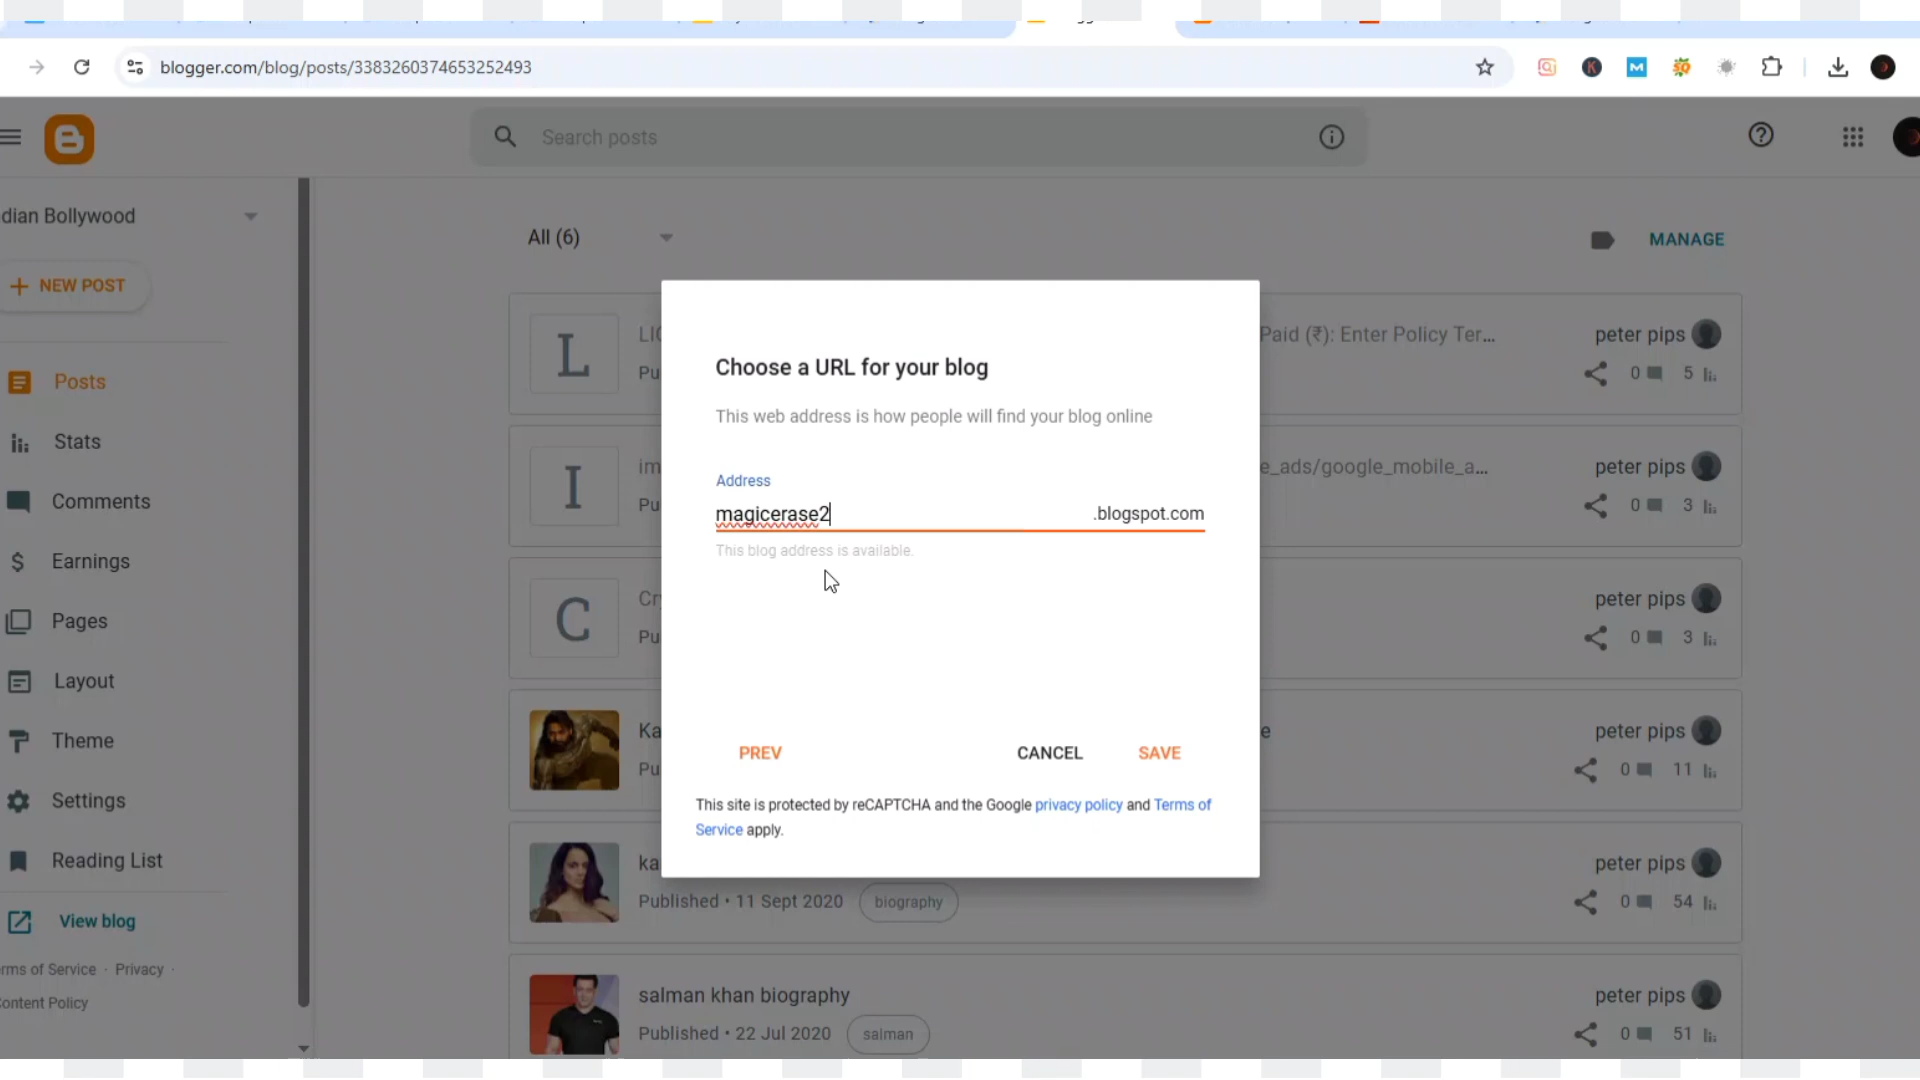 blogger.com/blog/posts/3383260374653252493
Search posts
dian Bollywood
NEW POST
All (6)
MANAGE
Posts
Stats
Comments
Earnings
Pages
Layout
Theme
Settings
Reading List
View blog
rms of Service · Privacy ·
ontent Policy
Choose a URL for your blog
This web address is how people will find your blog online
Address
magicerase2
.blogspot.com
This blog address is available.
PREV
CANCEL
SAVE
This site is protected by reCAPTCHA and the Google privacy policy and Terms of
Service apply.
L
LIC
Paid (₹): Enter Policy Ter...
peter pips
Pu
0
5
I
im
e_ads/google_mobile_a...
peter pips
Pu
0
3
C
Cr
peter pips
Pu
0
3
Ka
e
peter pips
Pu
0
11
ka
peter pips
Published • 11 Sept 2020
biography
0
54
salman khan biography
peter pips
Published • 22 Jul 2020
salman
0
51